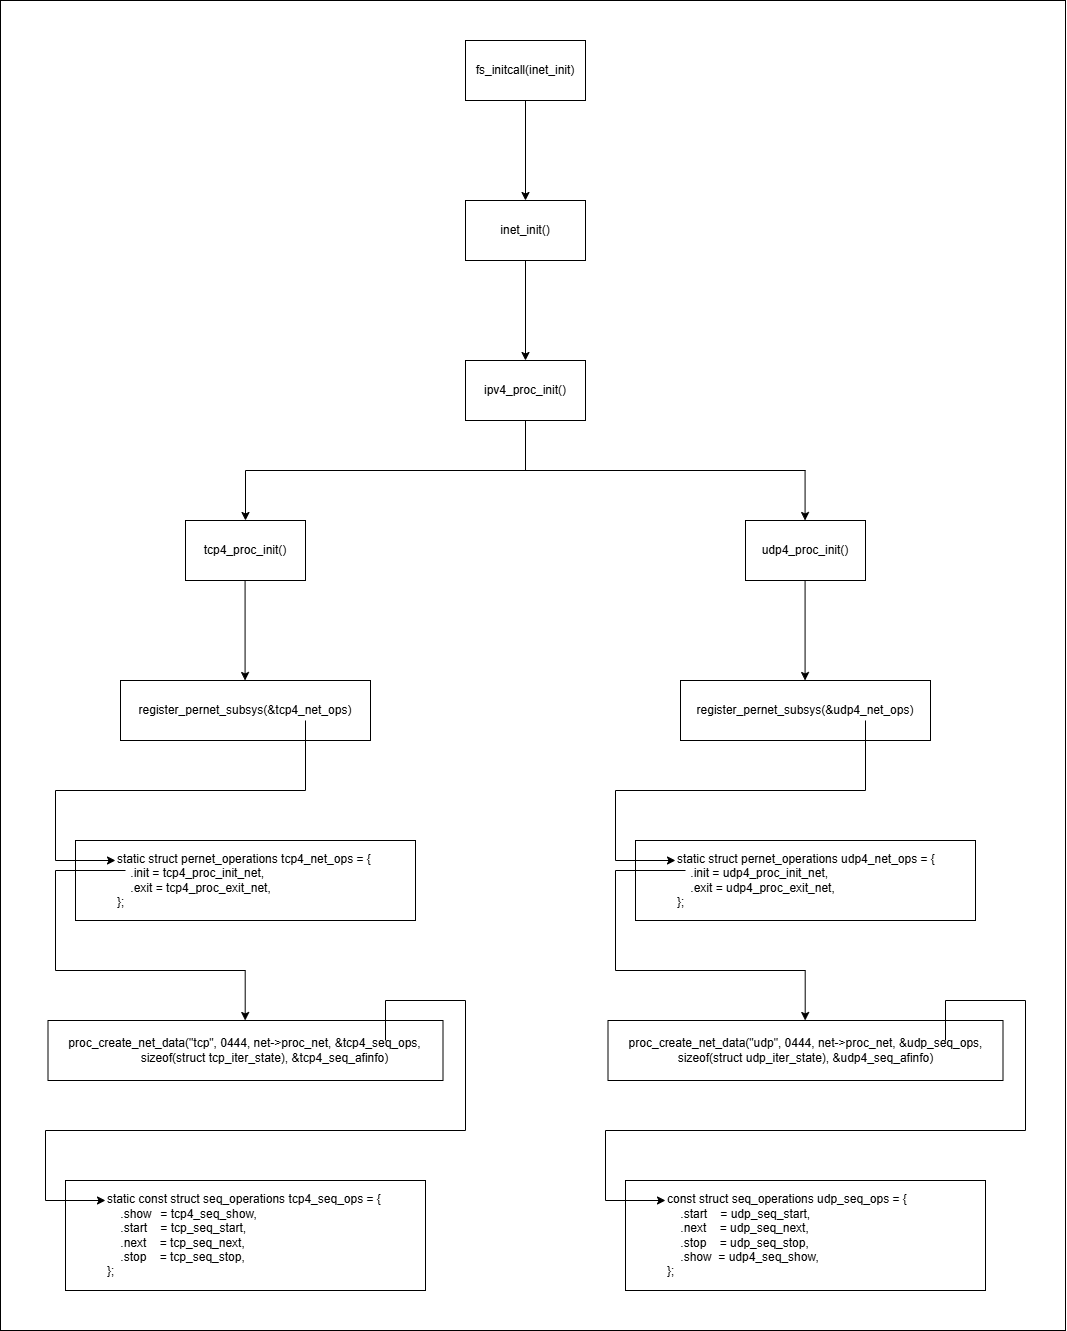 fs_initcall(inet_init)
inet_init()
ipv4_proc_init()
tcp4_proc_init()
udp4_proc_init()
register_pernet_subsys(&tcp4_net_ops)
register_pernet_subsys(&udp4_net_ops)
static struct pernet_operations tcp4_net_ops = {
.init = tcp4_proc_init_net,
.exit = tcp4_proc_exit_net,
};
static struct pernet_operations udp4_net_ops = {
.init = udp4_proc_init_net,
.exit = udp4_proc_exit_net,
};
proc_create_net_data("tcp", 0444, net->proc_net, &tcp4_seq_ops,
sizeof(struct tcp_iter_state), &tcp4_seq_afinfo)
proc_create_net_data("udp", 0444, net->proc_net, &udp_seq_ops,
sizeof(struct udp_iter_state), &udp4_seq_afinfo)
static const struct seq_operations tcp4_seq_ops = {
.show = tcp4_seq_show,
.start = tcp_seq_start,
.next = tcp_seq_next,
.stop = tcp_seq_stop,
};
const struct seq_operations udp_seq_ops = {
.start = udp_seq_start,
.next = udp_seq_next,
.stop = udp_seq_stop,
.show = udp4_seq_show,
};